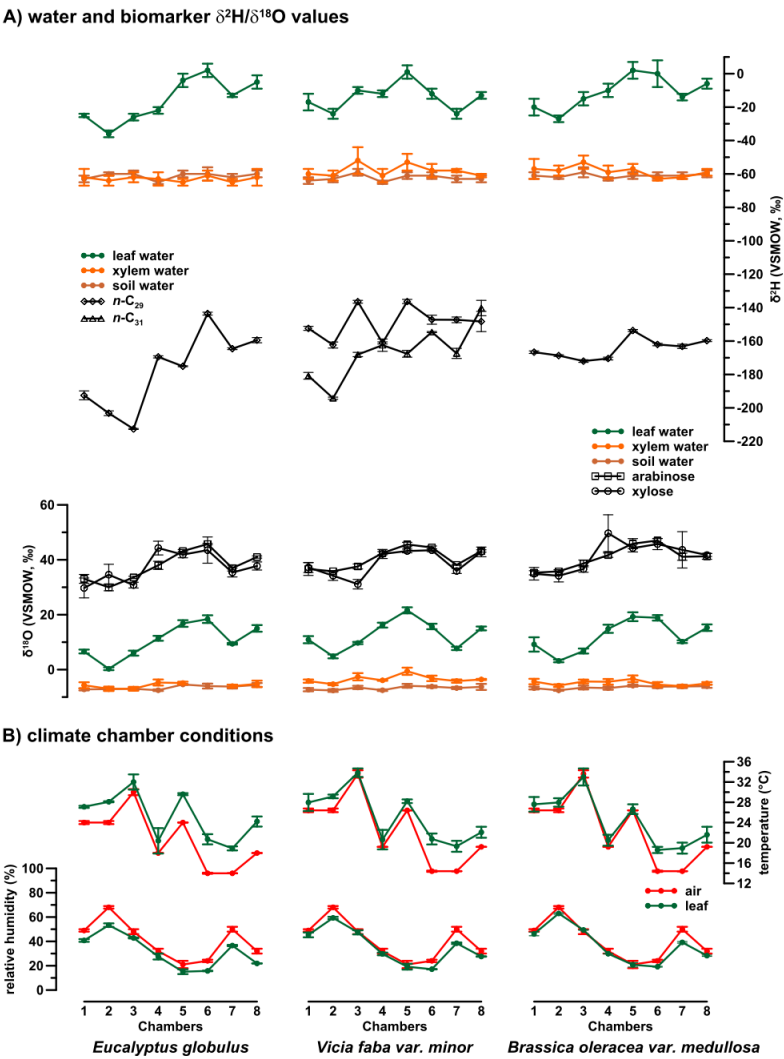 A) water and biomarker δ²H/δ¹⁸O values
0
-20
-40
-60
-80
-100
-120
-140
-160
-180
-200
-220
δ²H (VSMOW, ‰)
leaf water
xylem water
soil water
n-C₂₉
n-C₃₁
leaf water
xylem water
soil water
arabinose
xylose
60
40
20
0
δ¹⁸O (VSMOW, ‰)
B) climate chamber conditions
36
32
28
24
20
16
12
temperature (°C)
100
80
60
40
20
0
relative humidity (%)
air
leaf
1 2 3 4 5 6 7 8 1 2 3 4 5 6 7 8 1 2 3 4 5 6 7 8
Chambers Chambers Chambers
Eucalyptus globulus Vicia faba var. minor Brassica oleracea var. medullosa